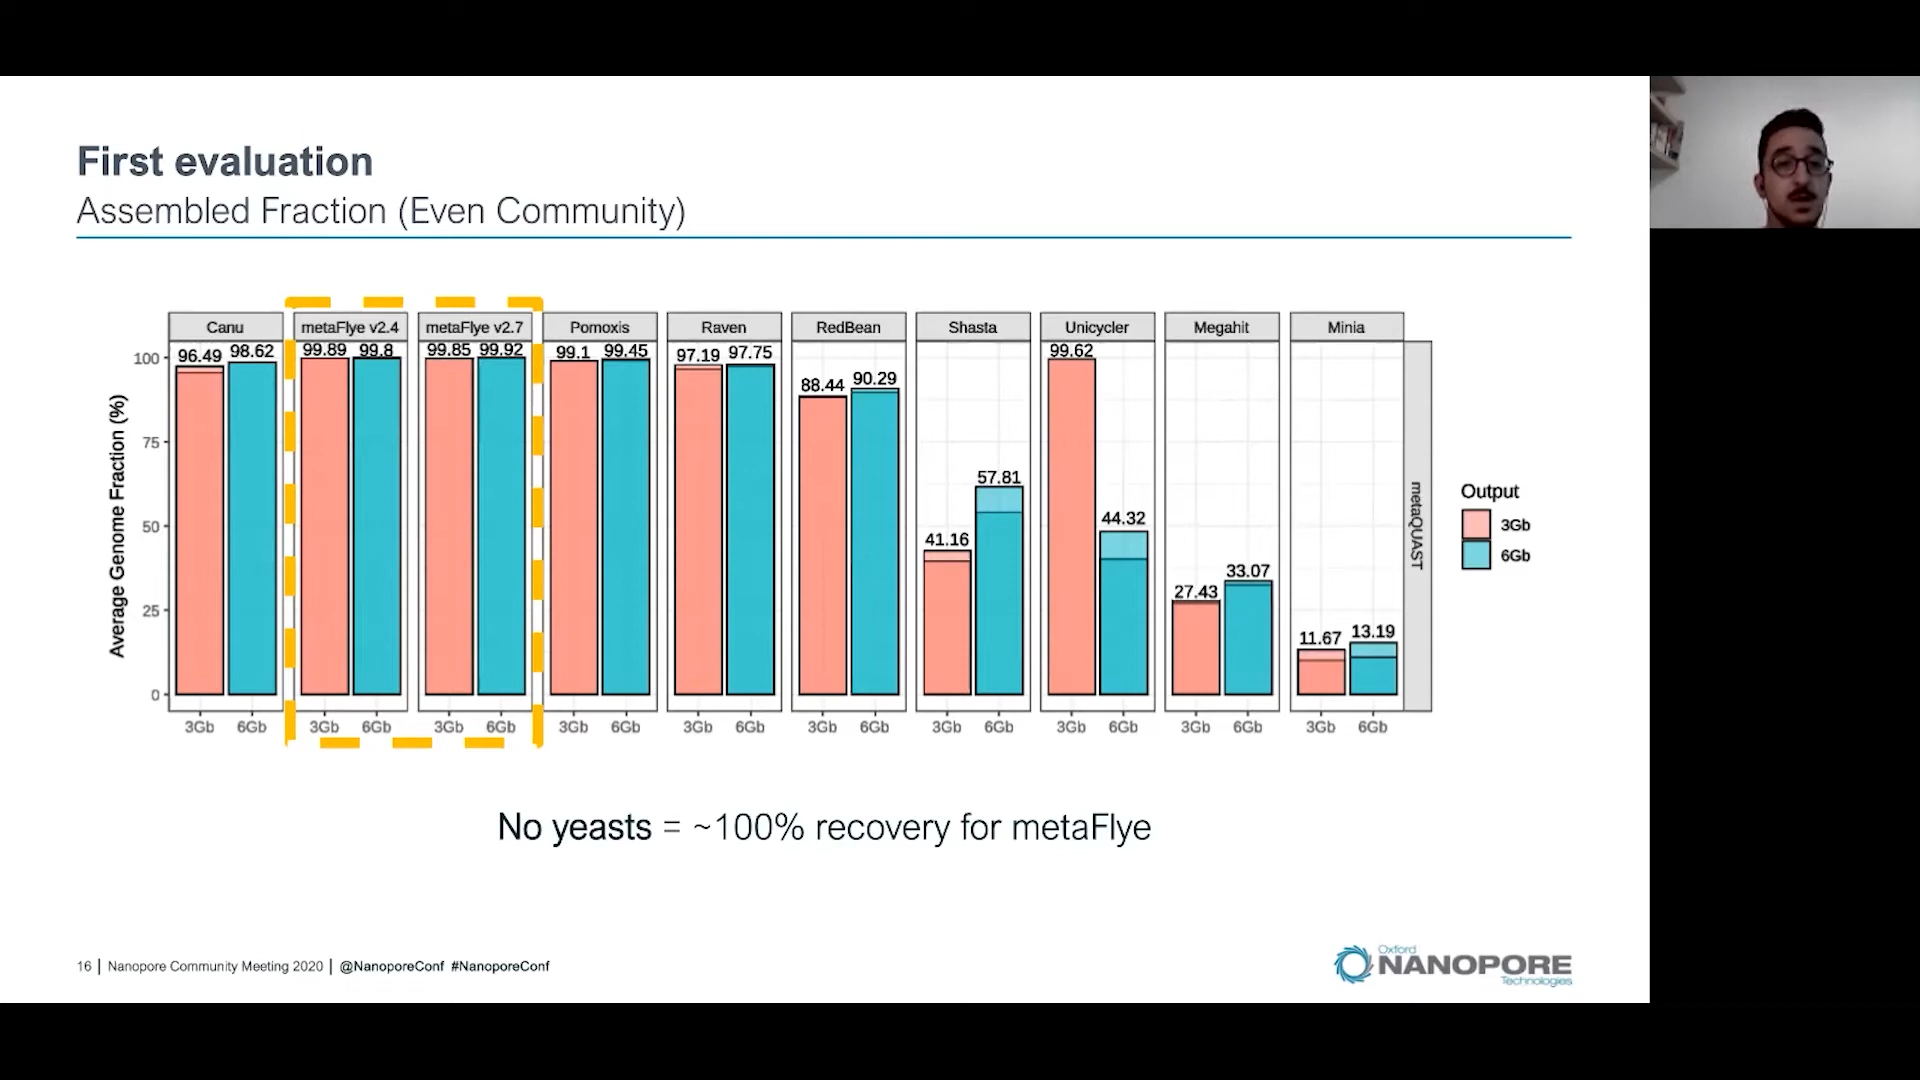 First evaluation
Assembled Fraction (Even Community)
Canu
metaFlye v2.4
metaFlye v2.7
Pomoxis
Raven
RedBean
Shasta
Unicycler
Megahit
Minia
96.49 98.62
99.89 99.8
99.85 99.92
99.1 99.45
97.19 97.75
88.44 90.29
41.16 57.81
99.62 44.32
27.43 33.07
11.67 13.19
Average Genome Fraction (%)
100
75
50
25
0
3Gb 6Gb
3Gb 6Gb
3Gb 6Gb
3Gb 6Gb
3Gb 6Gb
3Gb 6Gb
3Gb 6Gb
3Gb 6Gb
3Gb 6Gb
3Gb 6Gb
metaQUAST
Output
3Gb
6Gb
No yeasts = ~100% recovery for metaFlye
16 | Nanopore Community Meeting 2020 | @NanoporeConf #NanoporeConf
Oxford
NANOPORE
Technologies